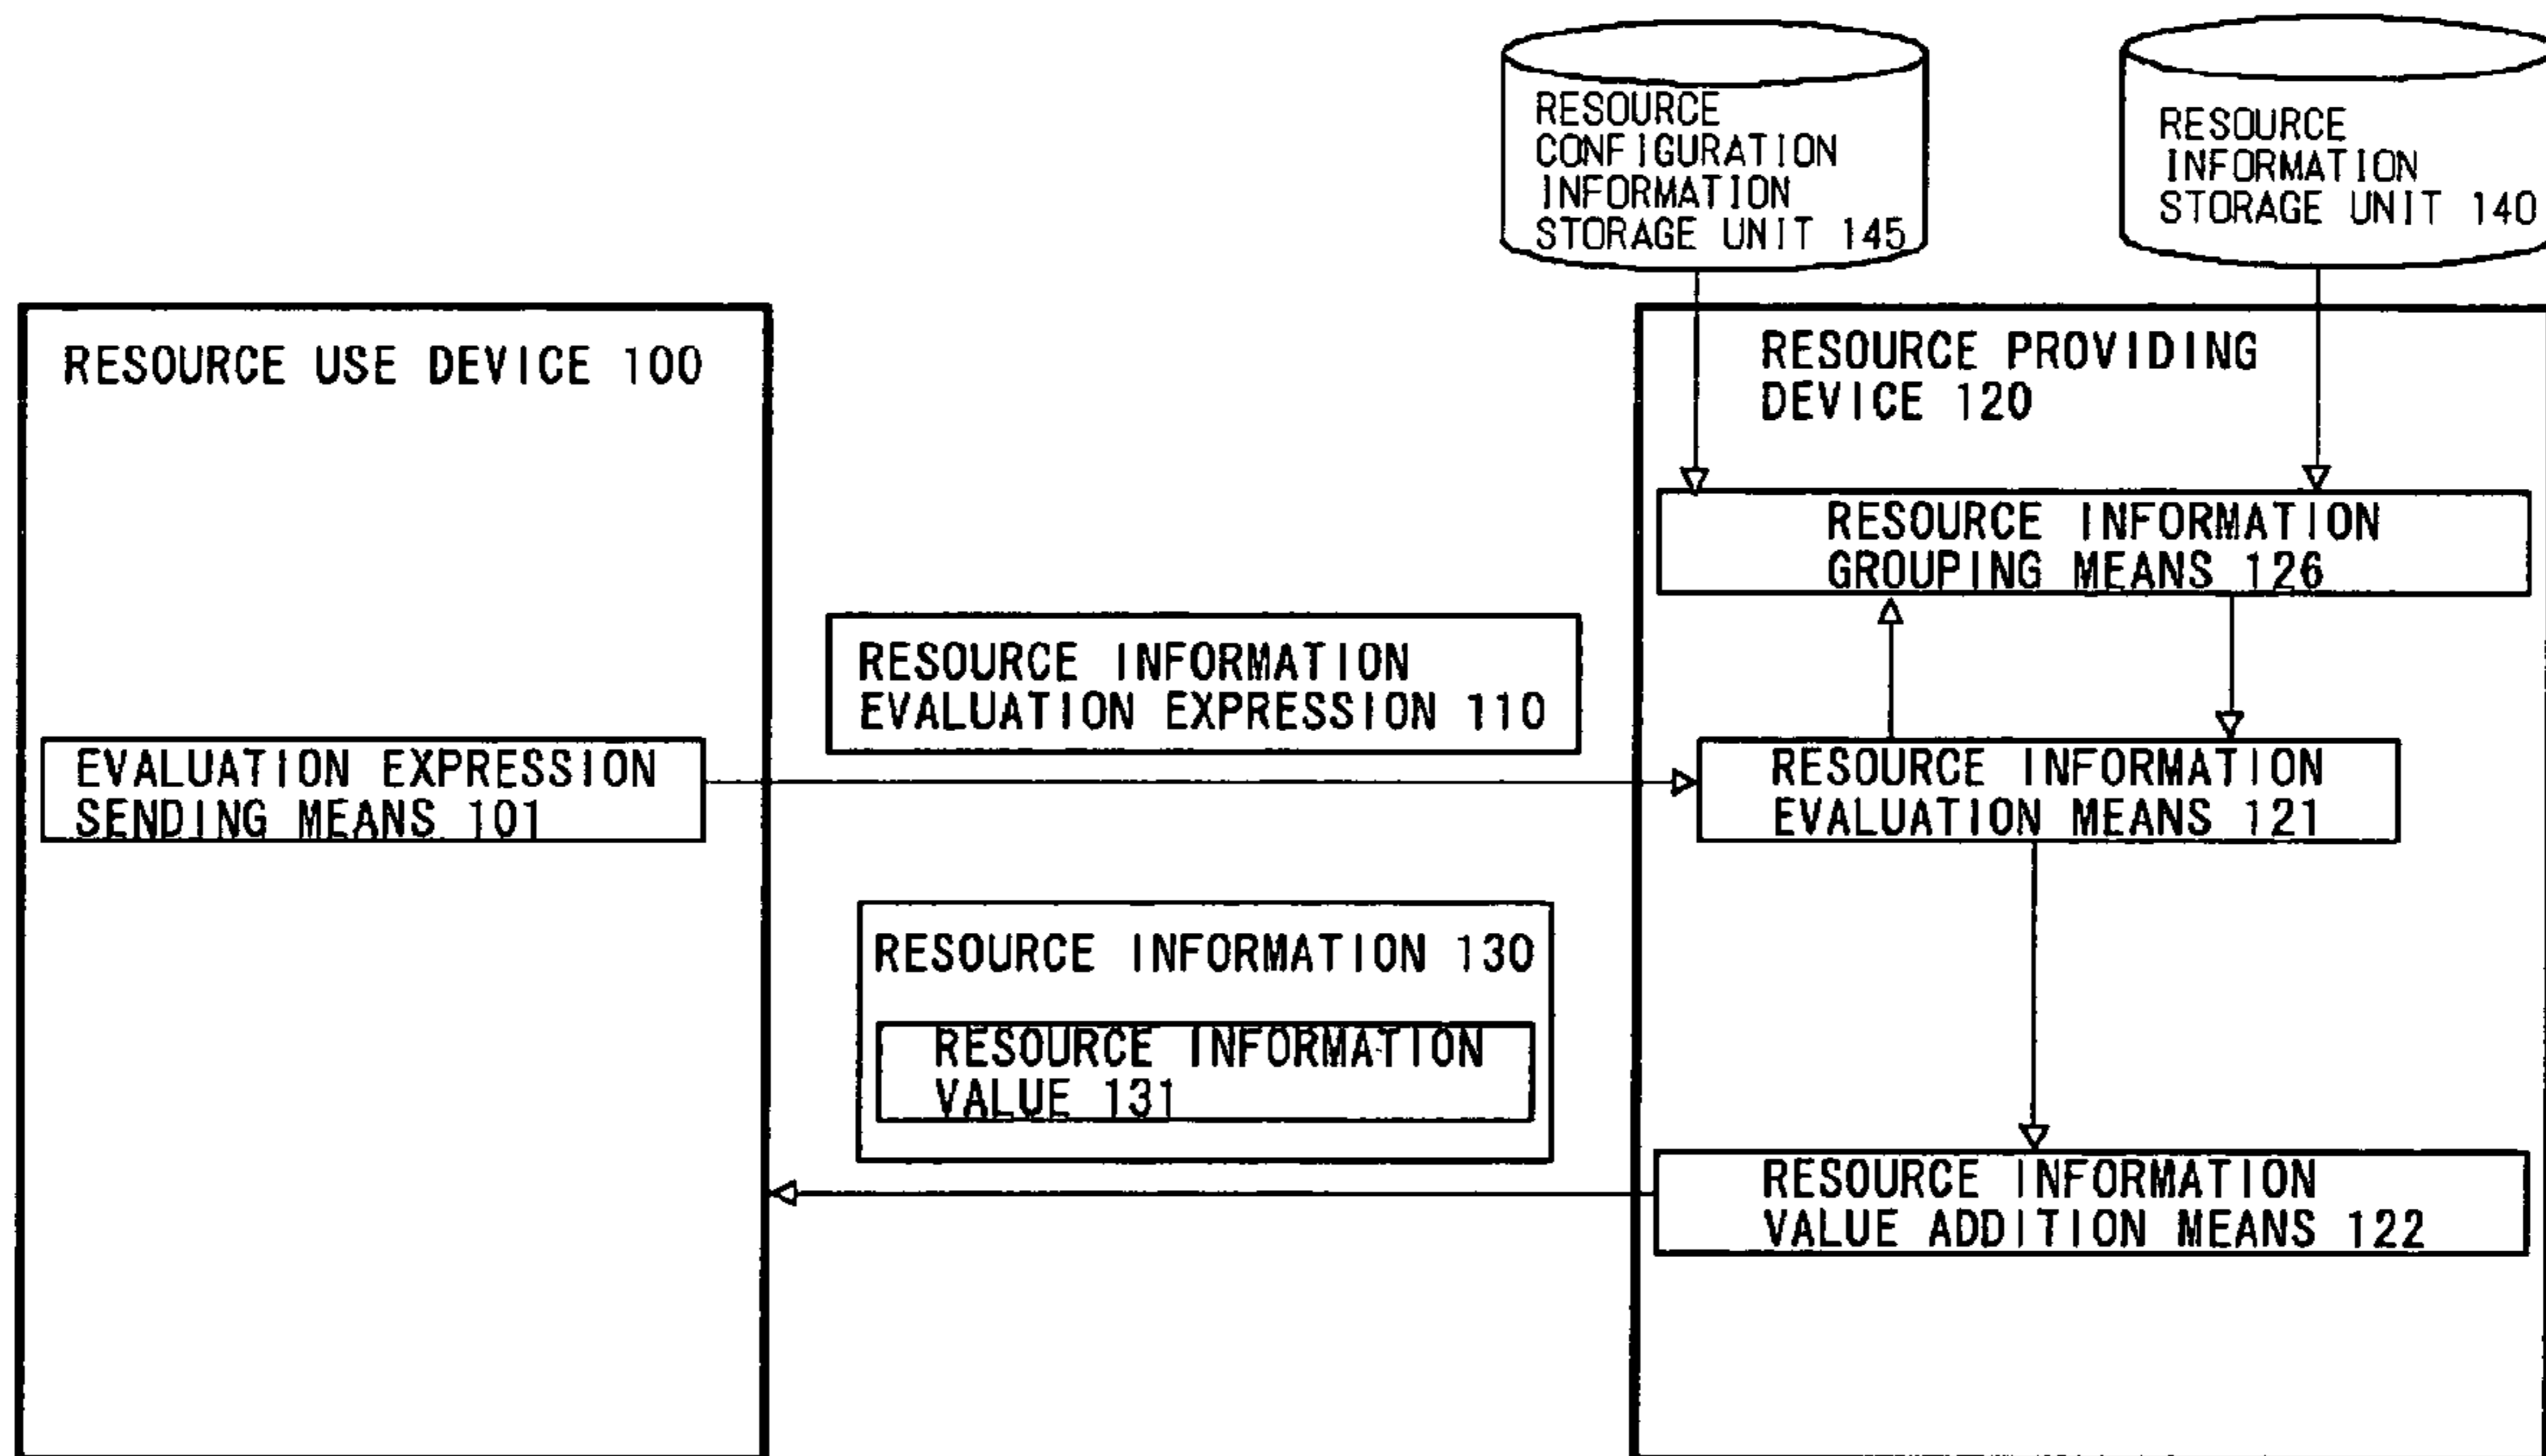 RESOURCE
CONFIGURATION
INFORMATION
STORAGE UNIT 145
RESOURCE
INFORMATION
STORAGE UNIT 140
RESOURCE USE DEVICE 100
RESOURCE PROVIDING
DEVICE 120
RESOURCE INFORMATION
GROUPING MEANS 126
RESOURCE INFORMATION
EVALUATION EXPRESSION 110
EVALUATION EXPRESSION
SENDING MEANS 101
RESOURCE INFORMATION
EVALUATION MEANS 121
RESOURCE INFORMATION 130
RESOURCE INFORMATION
VALUE 131
RESOURCE INFORMATION
VALUE ADDITION MEANS 122